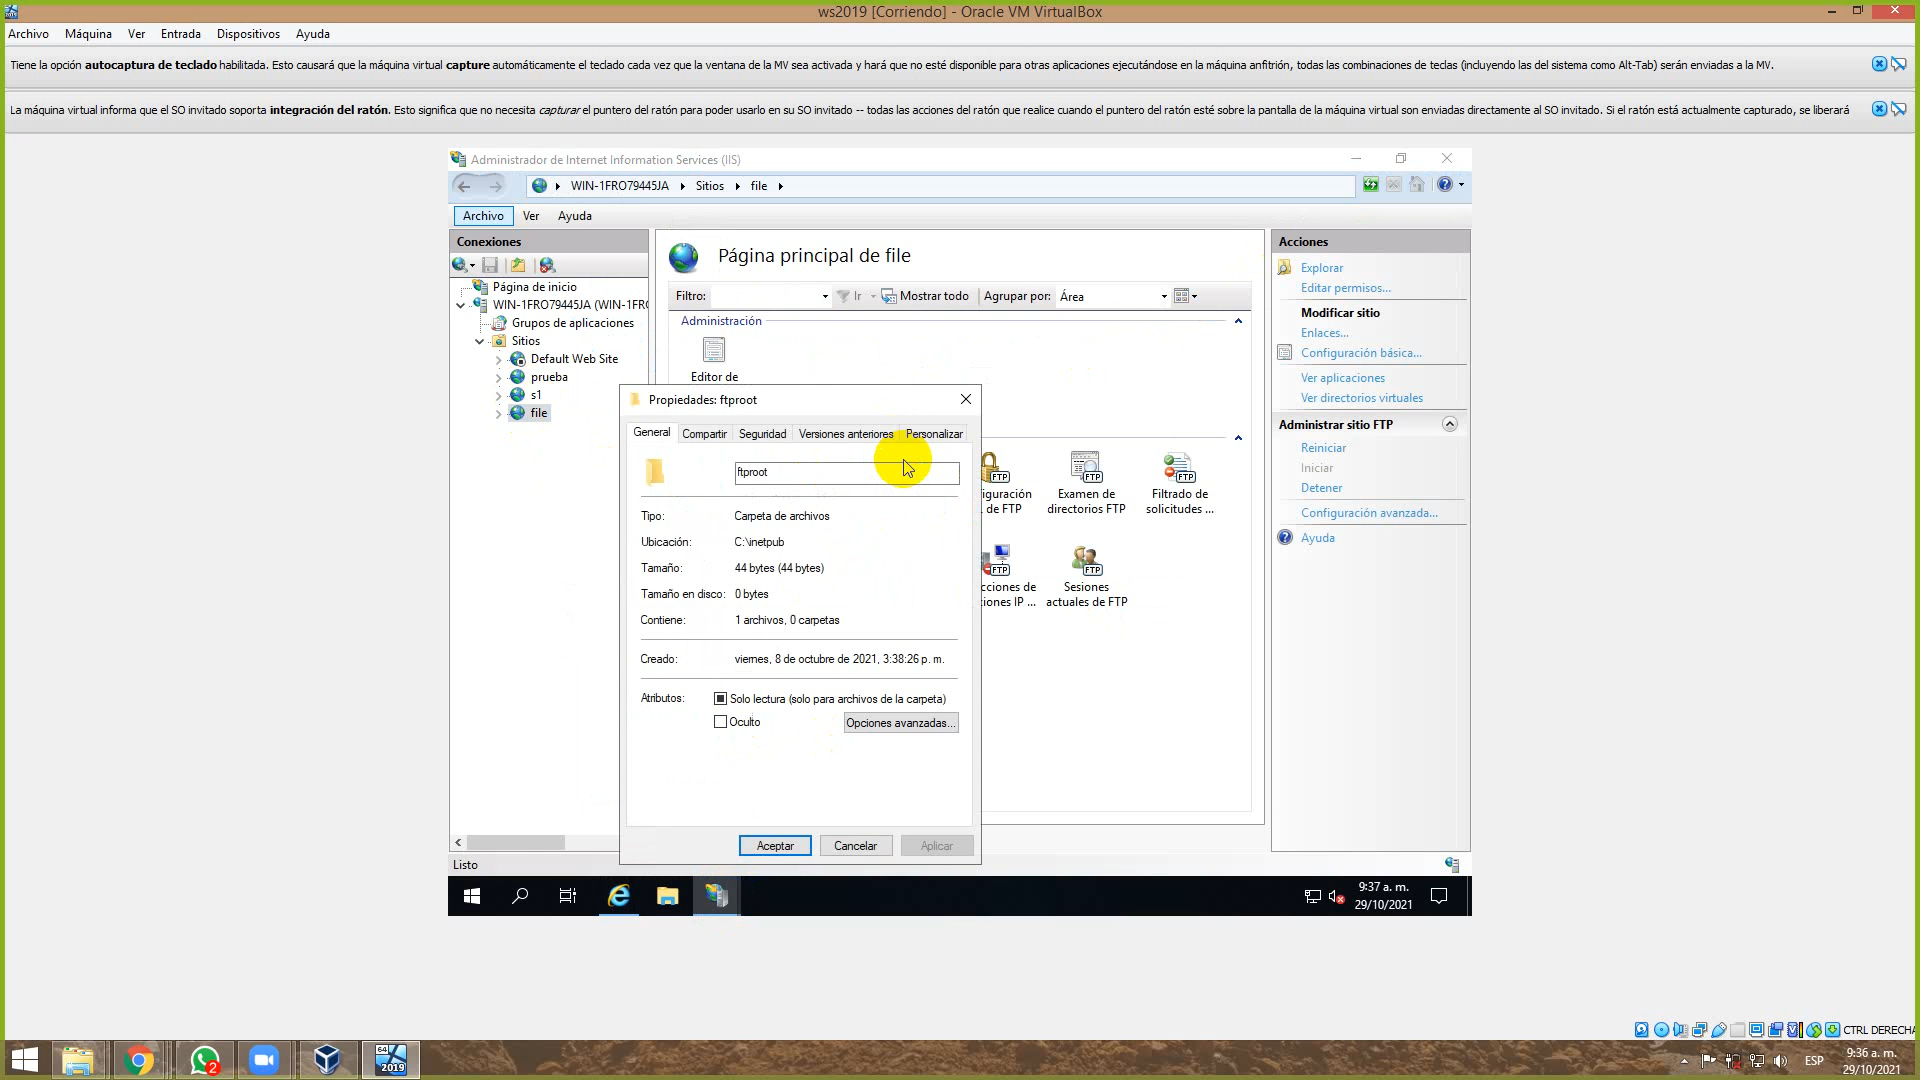 ws2019 [Corriendo] - Oracle VM VirtualBox
Archivo Máquina Ver Entrada Dispositivos Ayuda
Tiene la opción autocaptura de teclado habilitada. Esto causará que la máquina virtual capture automáticamente el teclado cada vez que la ventana de la MV sea activada y hará que no esté disponible para otras aplicaciones ejecutándose en la máquina anfitrión, todas las combinaciones de teclas (incluyendo las del sistema como Alt-Tab) serán enviadas a la MV.
La máquina virtual informa que el SO invitado soporta integración del ratón. Esto significa que no necesita capturar el puntero del ratón para poder usarlo en su SO invitado -- todas las acciones del ratón que realice cuando el puntero del ratón esté sobre la pantalla de la máquina virtual son enviadas directamente al SO invitado. Si el ratón está actualmente capturado, se liberará
Administrador de Internet Information Services (IIS)
WIN-1FRO79445JA Sitios file
Archivo Ver Ayuda
Conexiones
Página de inicio
WIN-1FRO79445JA (WIN-1FRO
Grupos de aplicaciones
Sitios
Default Web Site
prueba
s1
file
Página principal de file
Filtro: Ir Mostrar todo Agrupar por: Área
Administración
Editor de
Propiedades: ftproot
General Compartir Seguridad Versiones anteriores Personalizar
ftproot
Tipo: Carpeta de archivos
Ubicación: C:\inetpub
Tamaño: 44 bytes (44 bytes)
Tamaño en disco: 0 bytes
Contiene: 1 archivos, 0 carpetas
Creado: viernes, 8 de octubre de 2021, 3:38:26 p. m.
Atributos: Solo lectura (solo para archivos de la carpeta)
Oculto Opciones avanzadas...
Aceptar Cancelar Aplicar
FTP FTP FTP
iguración Examen de Filtrado de
. de FTP directorios FTP solicitudes ...
FTP FTP
cciones de Sesiones
iones IP ... actuales de FTP
Acciones
Explorar
Editar permisos...
Modificar sitio
Enlaces...
Configuración básica...
Ver aplicaciones
Ver directorios virtuales
Administrar sitio FTP
Reiniciar
Iniciar
Detener
Configuración avanzada...
Ayuda
Listo
9:37 a. m.
29/10/2021
CTRL DERECHA
2
64
2019
ESP
9:36 a. m.
29/10/2021